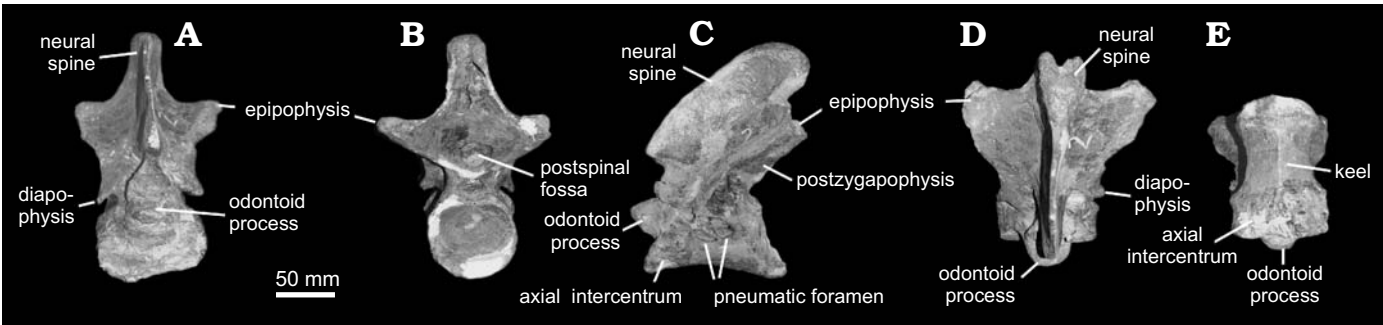 A
neural
spine
epipophysis
diapo-
physis
odontoid
process
50 mm
B
postspinal
fossa
C
neural
spine
epipophysis
postzygapophysis
odontoid
process
axial intercentrum
pneumatic foramen
D
neural
spine
diapo-
physis
odontoid
process
E
keel
axial
intercentrum
odontoid
process